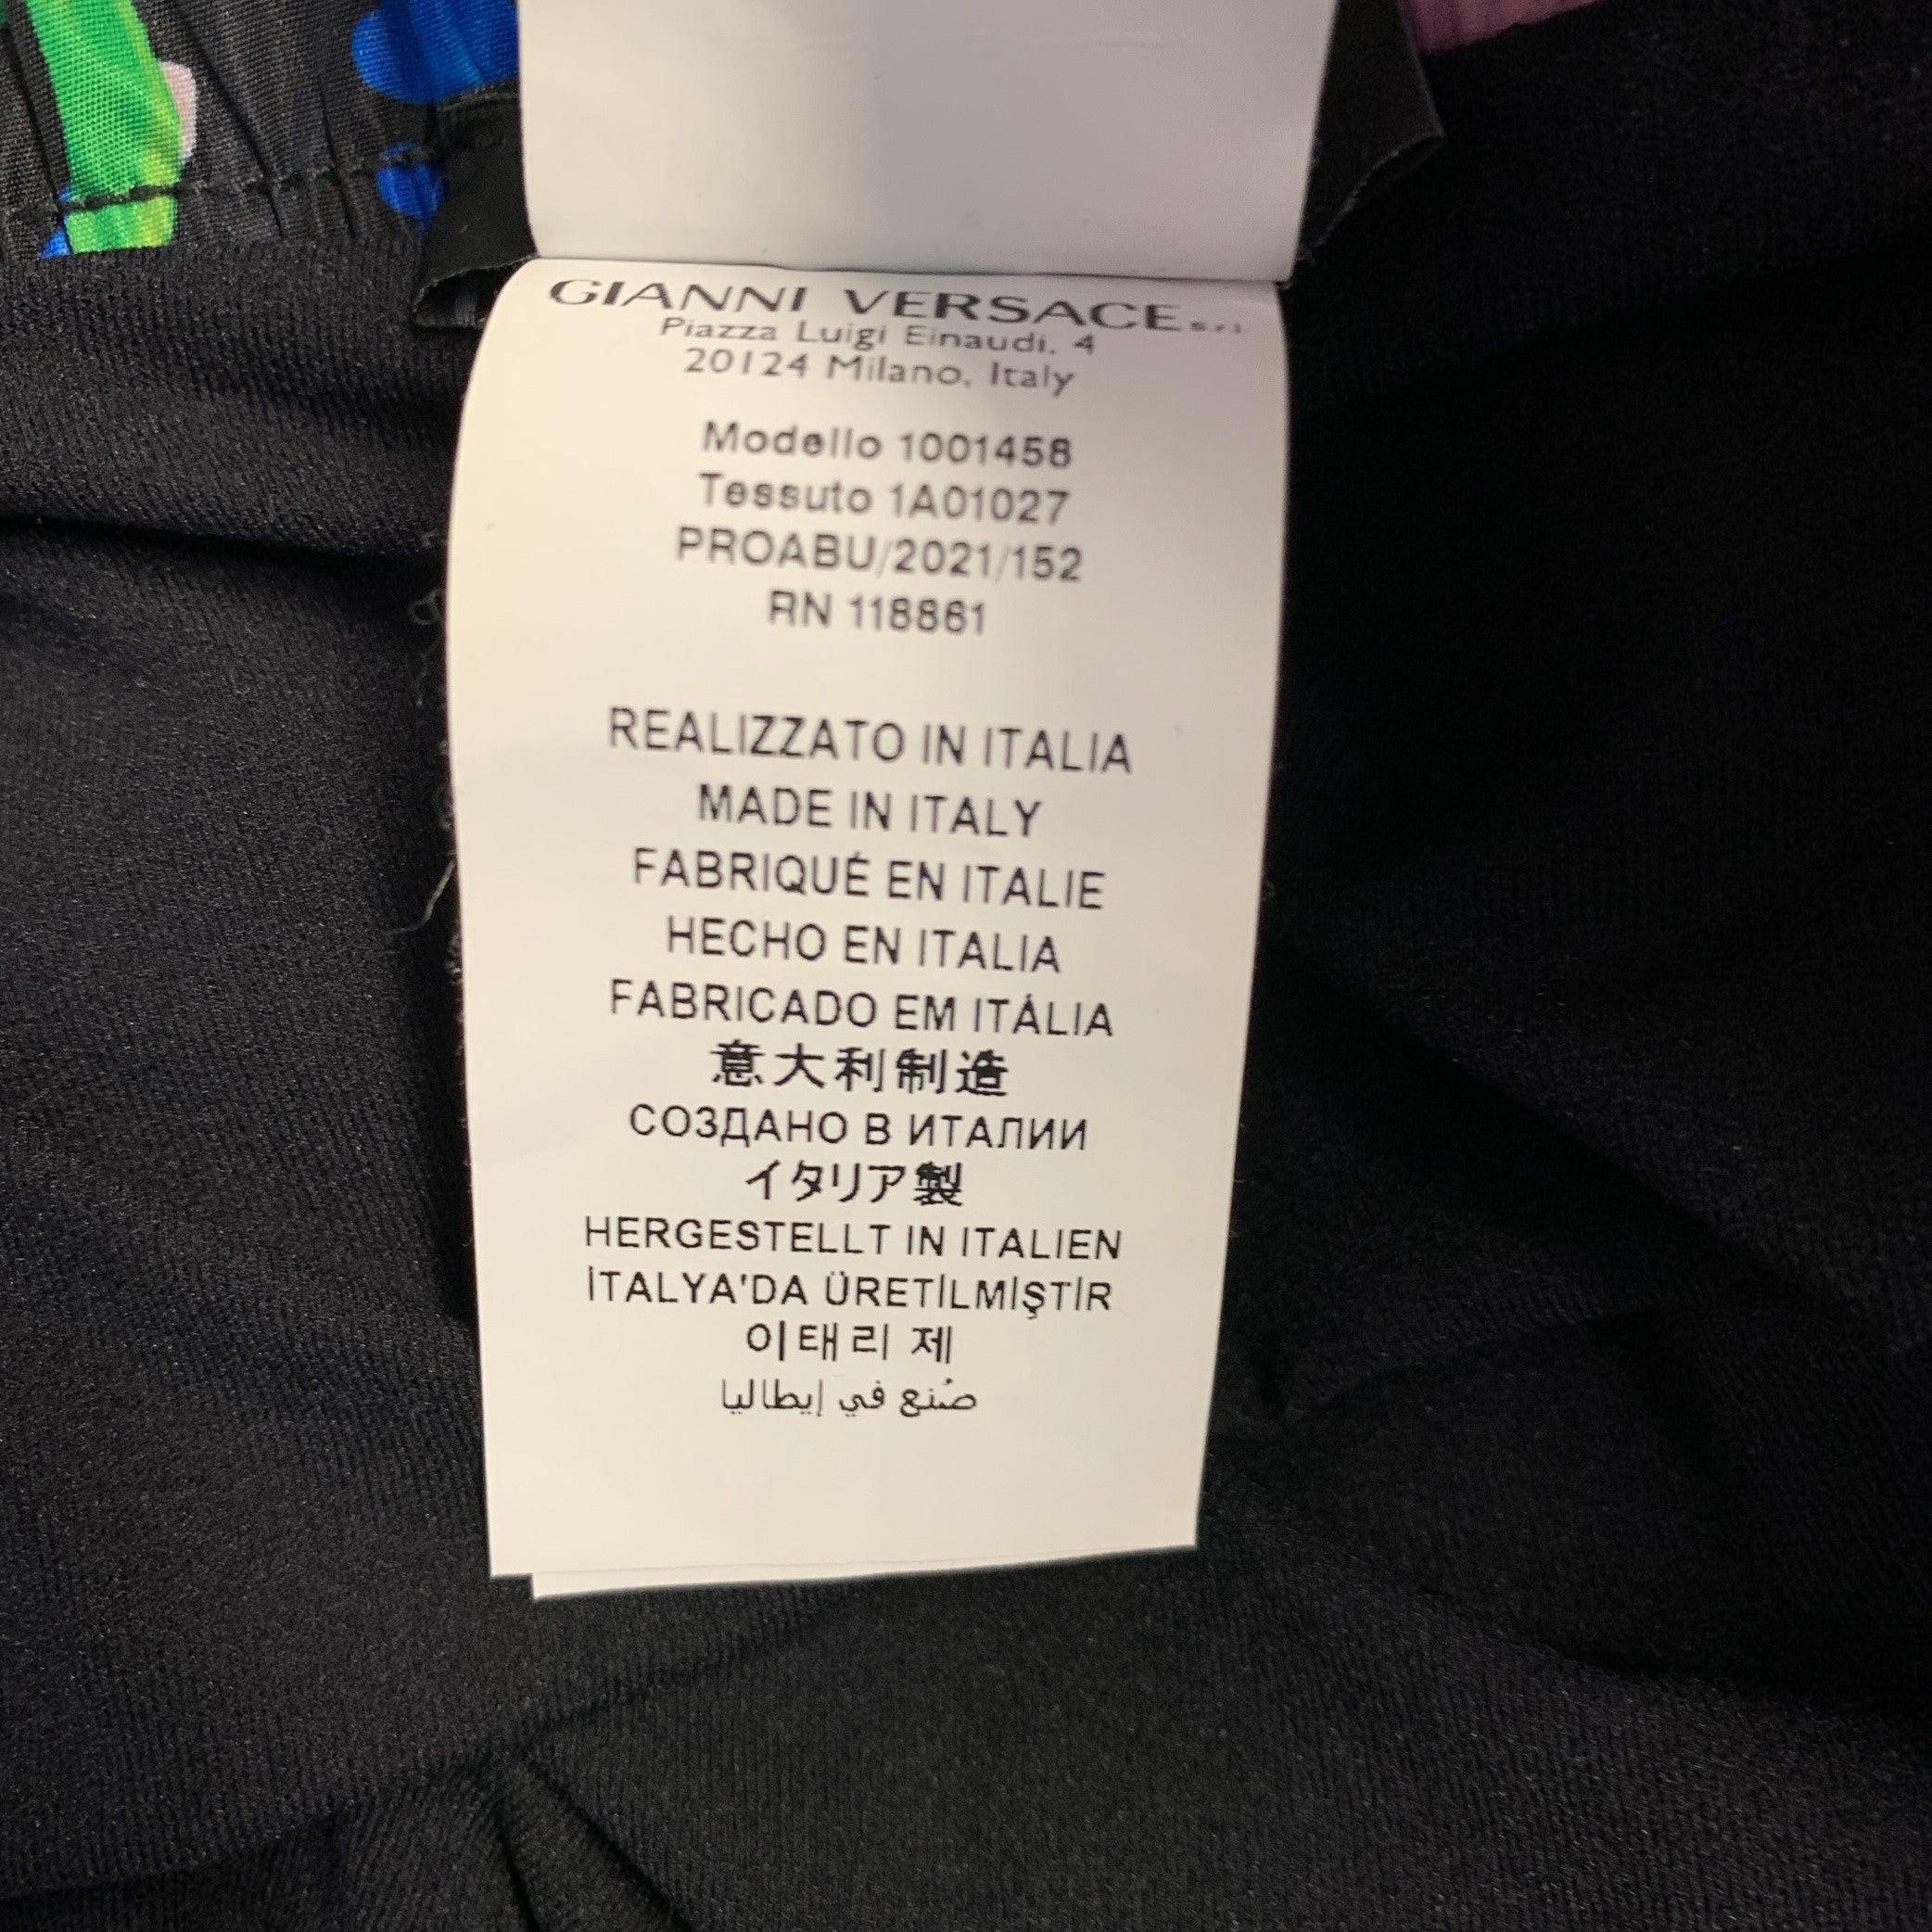 GIANNI VERSACE s.r.l.
Piazza Luigi Einaudi, 4
20124 Milano, Italy
Modello 1001458
Tessuto 1A01027
PROABU/2021/152
RN 118861
REALIZZATO IN ITALIA
MADE IN ITALY
FABRIQUÉ EN ITALIE
HECHO EN ITALIA
FABRICADO EM ITÁLIA
意大利制造
СОЗДАНО В ИТАЛИИ
イタリア製
HERGESTELLT IN ITALIEN
İTALYA'DA ÜRETİLMİŞTİR
이태리 제
صُنع في إيطاليا